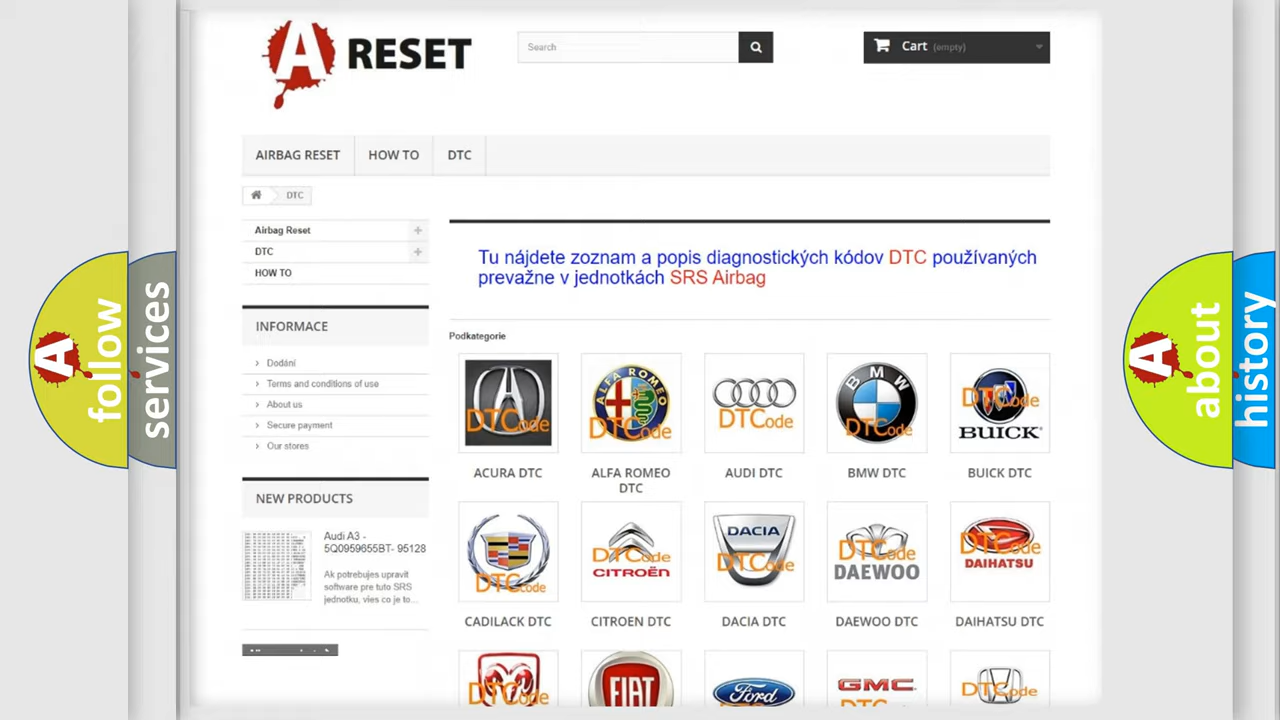 A RESET
Search
Cart (empty)
AIRBAG RESET
HOW TO
DTC
DTC
Airbag Reset
DTC
HOW TO
INFORMACE
Dodání
Terms and conditions of use
About us
Secure payment
Our stores
NEW PRODUCTS
Audi A3 -
5Q0959655BT- 95128
Ak potrebujes upravit
software pre tuto SRS
jednotku, vies co je to...
Tu nájdete zoznam a popis diagnostických kódov DTC používaných
prevažne v jednotkách SRS Airbag
Podkategorie
DTCode
ALFA ROMEO
DTCode
DTCode
BMW
DTCode
DTCode
BUICK
ACURA DTC
ALFA ROMEO
DTC
AUDI DTC
BMW DTC
BUICK DTC
DTCode
DTCode
CITROËN
DACIA
DTCode
DTCode
DAEWOO
DTCode
DAIHATSU
CADILACK DTC
CITROEN DTC
DACIA DTC
DAEWOO DTC
DAIHATSU DTC
DTCode
FIAT
Ford
GMC
DTCode
A follow
services
A about
history